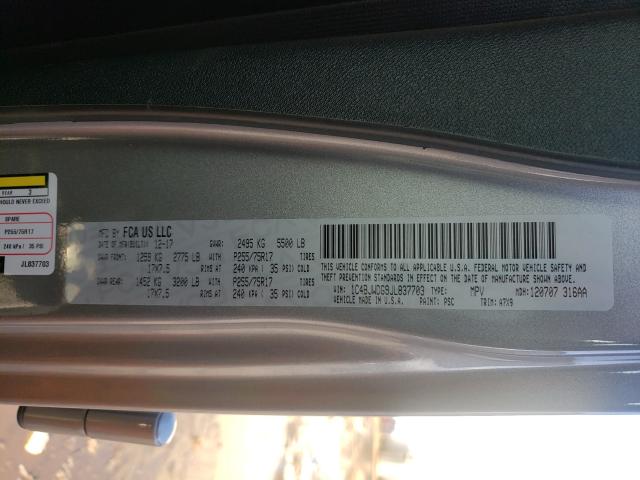 REAR 3
SHOULD NEVER EXCEED
SPARE
P255/75R17
240 kPa / 35 PSI
JL837703
MFD BY FCA US LLC
DATE OF MFR 12-17 GVWR: 2495 KG 5500 LB
GAWR FRONT: 1259 KG 2775 LB WITH P255/75R17 TIRES
17X7.5 RIMS AT 240 KPA ( 35 PSI) COLD
GAWR REAR: 1452 KG 3200 LB WITH P255/75R17 TIRES
17X7.5 RIMS AT 240 KPA ( 35 PSI) COLD
THIS VEHICLE CONFORMS TO ALL APPLICABLE U.S.A. FEDERAL MOTOR VEHICLE SAFETY AND
THEFT PREVENTION STANDARDS IN EFFECT ON THE DATE OF MANUFACTURE SHOWN ABOVE.
VIN: 1C4BJWDG9JL837703 TYPE: MPV MDH: 120707 316AA
VEHICLE MADE IN U.S.A. PAINT: PSC TRIM: A7X9